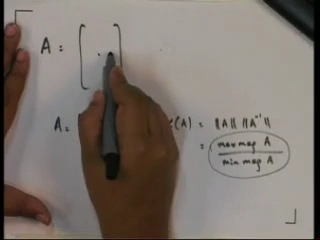 A = [ . . ]
A = (A) = ||A|| ||A⁻¹||
= max mag A / min mag A